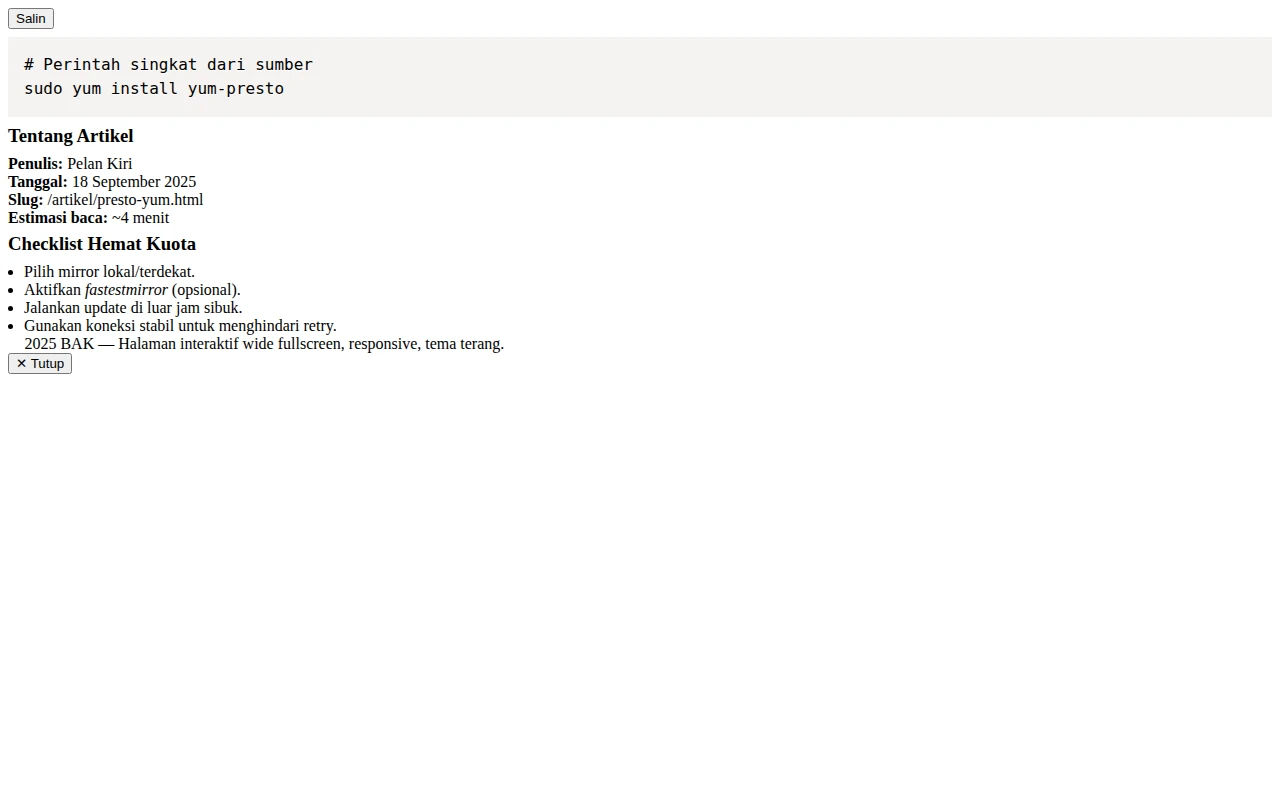 Salin
# Perintah singkat dari sumber
sudo yum install yum-presto
Tentang Artikel
Penulis: Pelan Kiri
Tanggal: 18 September 2025
Slug: /artikel/presto-yum.html
Estimasi baca: ~4 menit
Checklist Hemat Kuota
Pilih mirror lokal/terdekat.
Aktifkan fastestmirror (opsional).
Jalankan update di luar jam sibuk.
Gunakan koneksi stabil untuk menghindari retry.
2025 BAK — Halaman interaktif wide fullscreen, responsive, tema terang.
✕ Tutup